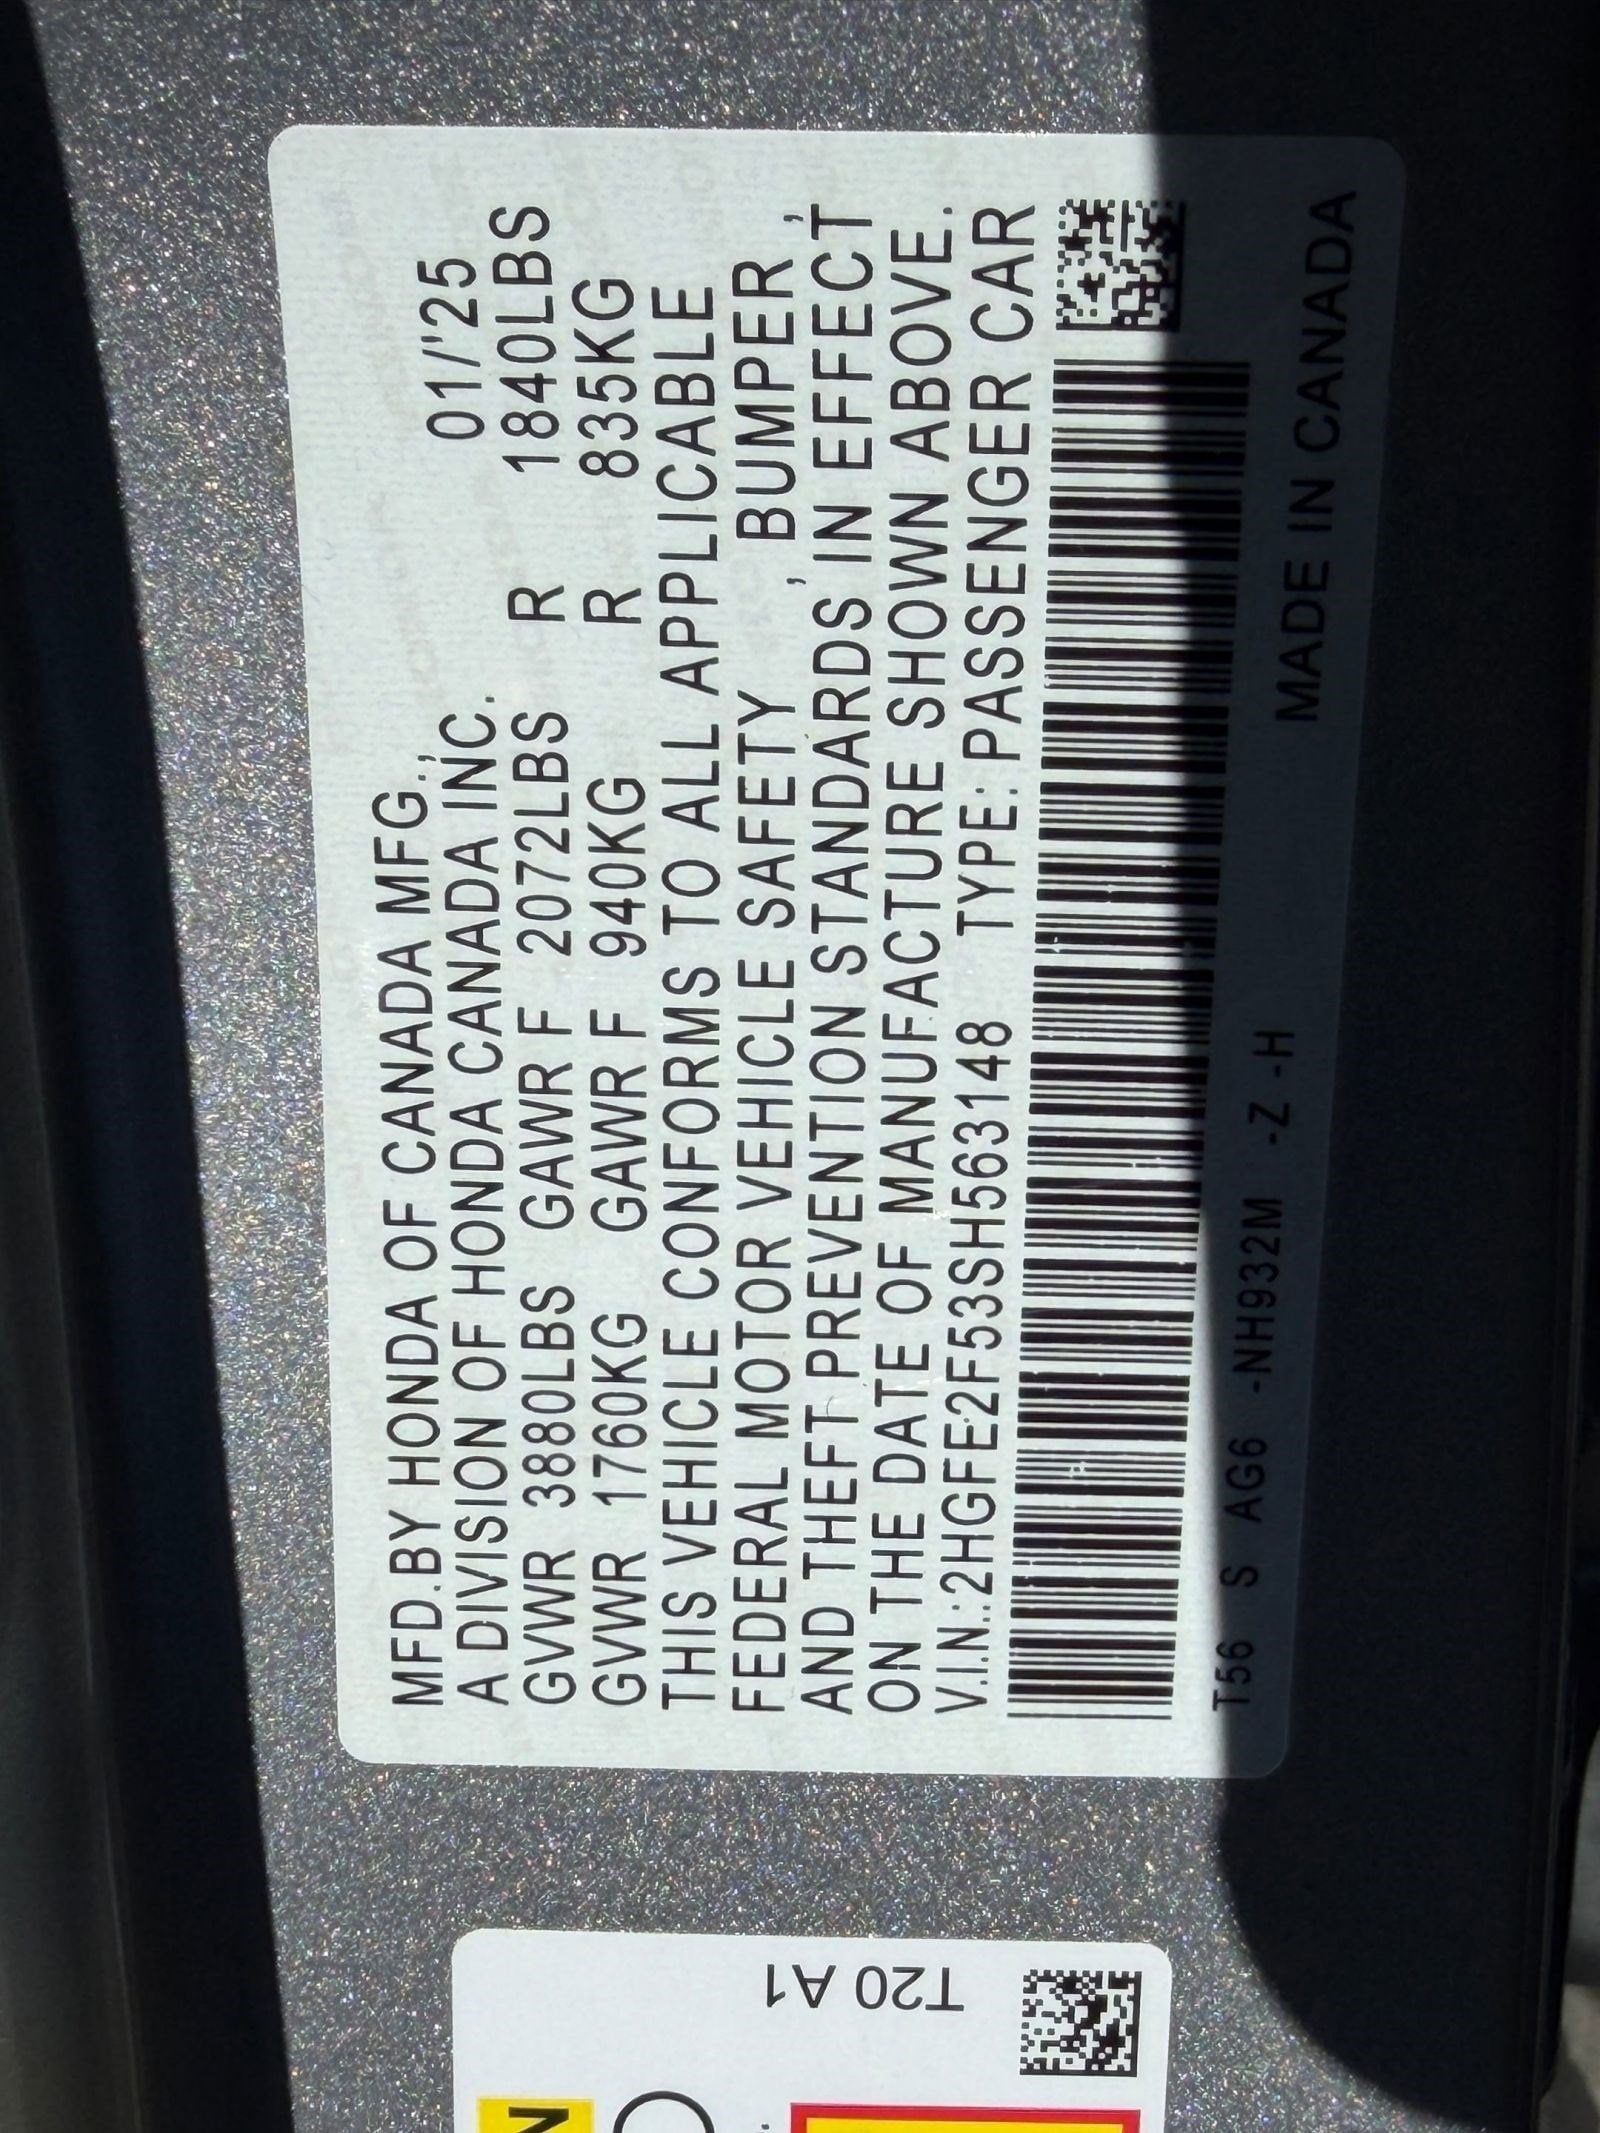 MFD.BY HONDA OF CANADA MFG., 01/'25
A DIVISION OF HONDA CANADA INC.
GVWR 3880LBS GAWR F 2072LBS R 1840LBS
GVWR 1760KG GAWR F 940KG R 835KG
THIS VEHICLE CONFORMS TO ALL APPLICABLE
FEDERAL MOTOR VEHICLE SAFETY, BUMPER,
AND THEFT PREVENTION STANDARDS IN EFFECT
ON THE DATE OF MANUFACTURE SHOWN ABOVE.
V.I.N.:2HGFE2F53SH563148 TYPE:PASSENGER CAR
T56 S AG6 -NH932M -Z -H MADE IN CANADA
T20 A1